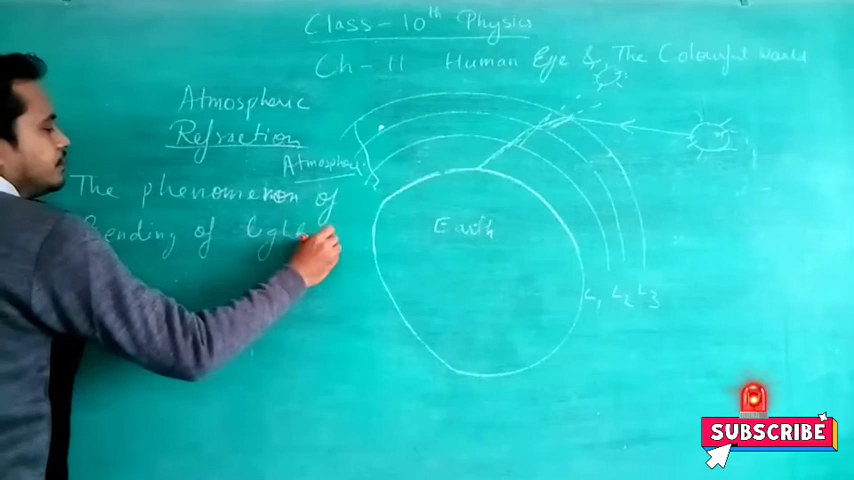 Class-10th Physics
Ch-11 Human Eye & The Colourful World
Atmospheric
Refraction
Atmospheric
The phenomenon of
Bending of light
Earth
L1 L2 L3
SUBSCRIBE